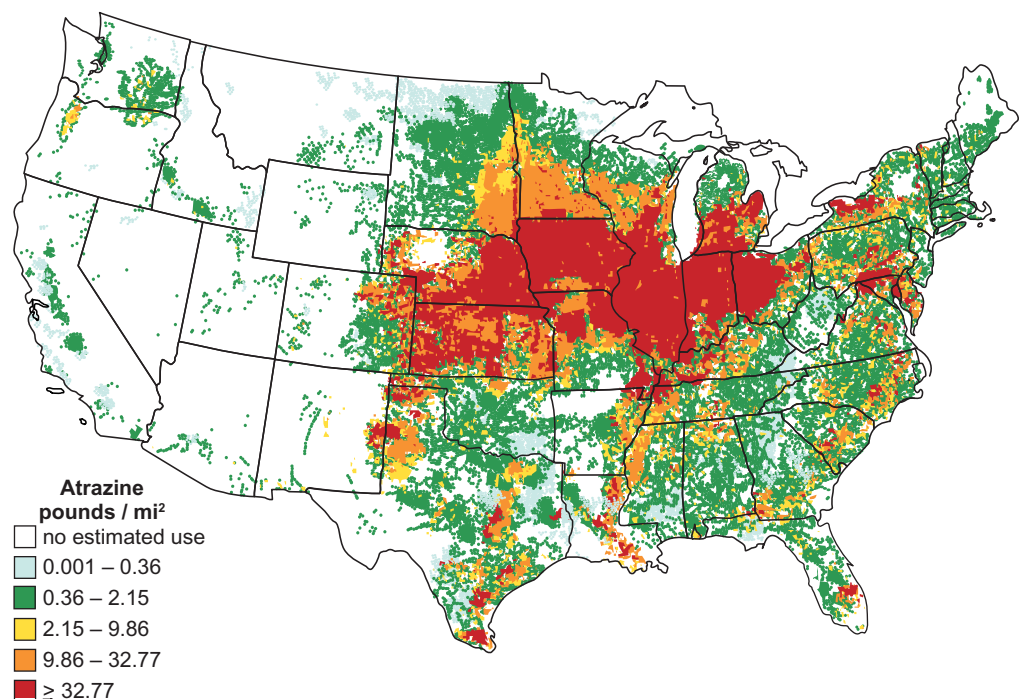 Atrazine
pounds / mi²
no estimated use
0.001 – 0.36
0.36 – 2.15
2.15 – 9.86
9.86 – 32.77
≥ 32.77